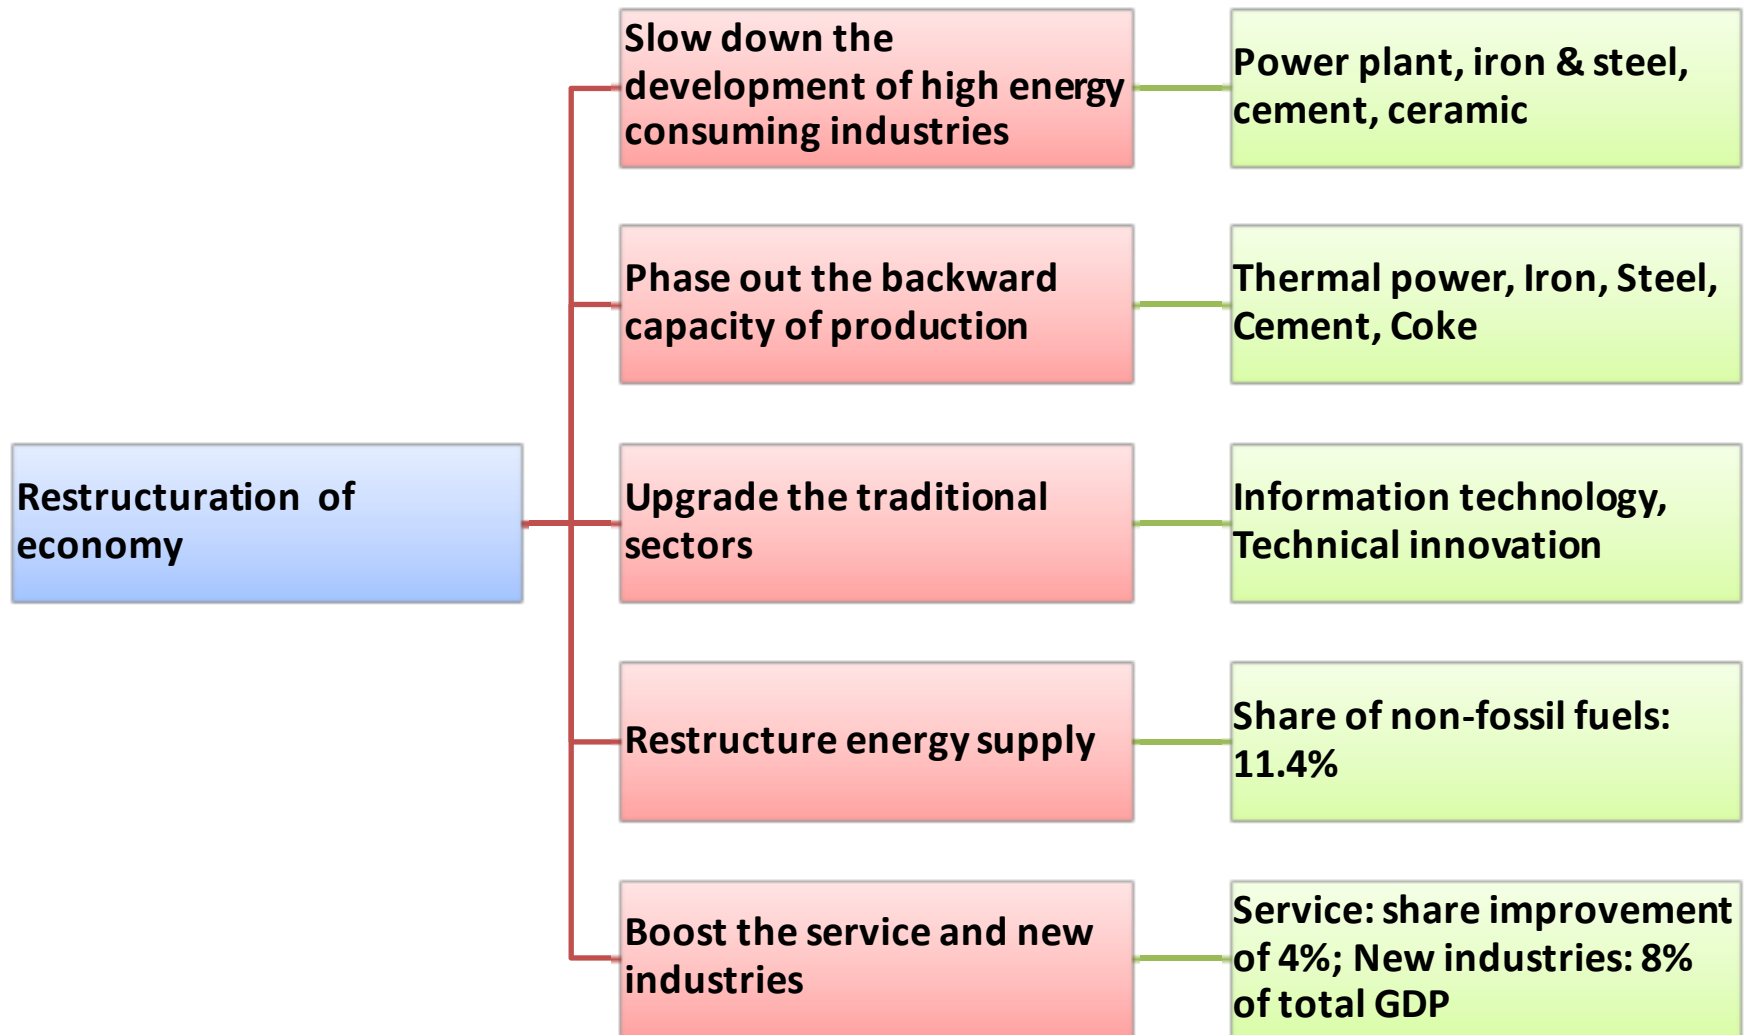 Slow down the
development of high energy
consuming industries
Power plant, iron & steel,
cement, ceramic
Phase out the backward
capacity of production
Thermal power, Iron, Steel,
Cement, Coke
Restructuration of
economy
Upgrade the traditional
sectors
Information technology,
Technical innovation
Restructure energy supply
Share of non-fossil fuels:
11.4%
Boost the service and new
industries
Service: share improvement
of 4%; New industries: 8%
of total GDP